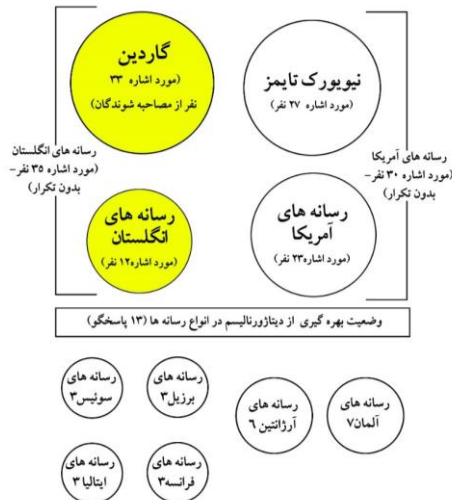 گاردین
(مورد اشاره ۳۳
نفر از مصاحبه شوندگان)
نیویورک تایمز
(مورد اشاره ۲۷ نفر)
رسانه های انگلستان
(مورد اشاره ۳۵ نفر-
بدون تکرار)
رسانه های آمریکا
(مورد اشاره ۳۰ نفر-
بدون تکرار)
رسانه های
انگلستان
(مورد اشاره۱۲ نفر)
رسانه های
آمریکا
(مورد اشاره۲۳ نفر)
وضعیت بهره گیری از دیتاژورنالیسم در انواع رسانه ها (۱۳ پاسخگو)
رسانه های
آلمان۷
رسانه های
آرژانتین ۶
رسانه های
برزیل۳
رسانه های
سوئیس۳
رسانه های
فرانسه۳
رسانه های
ایتالیا ۳